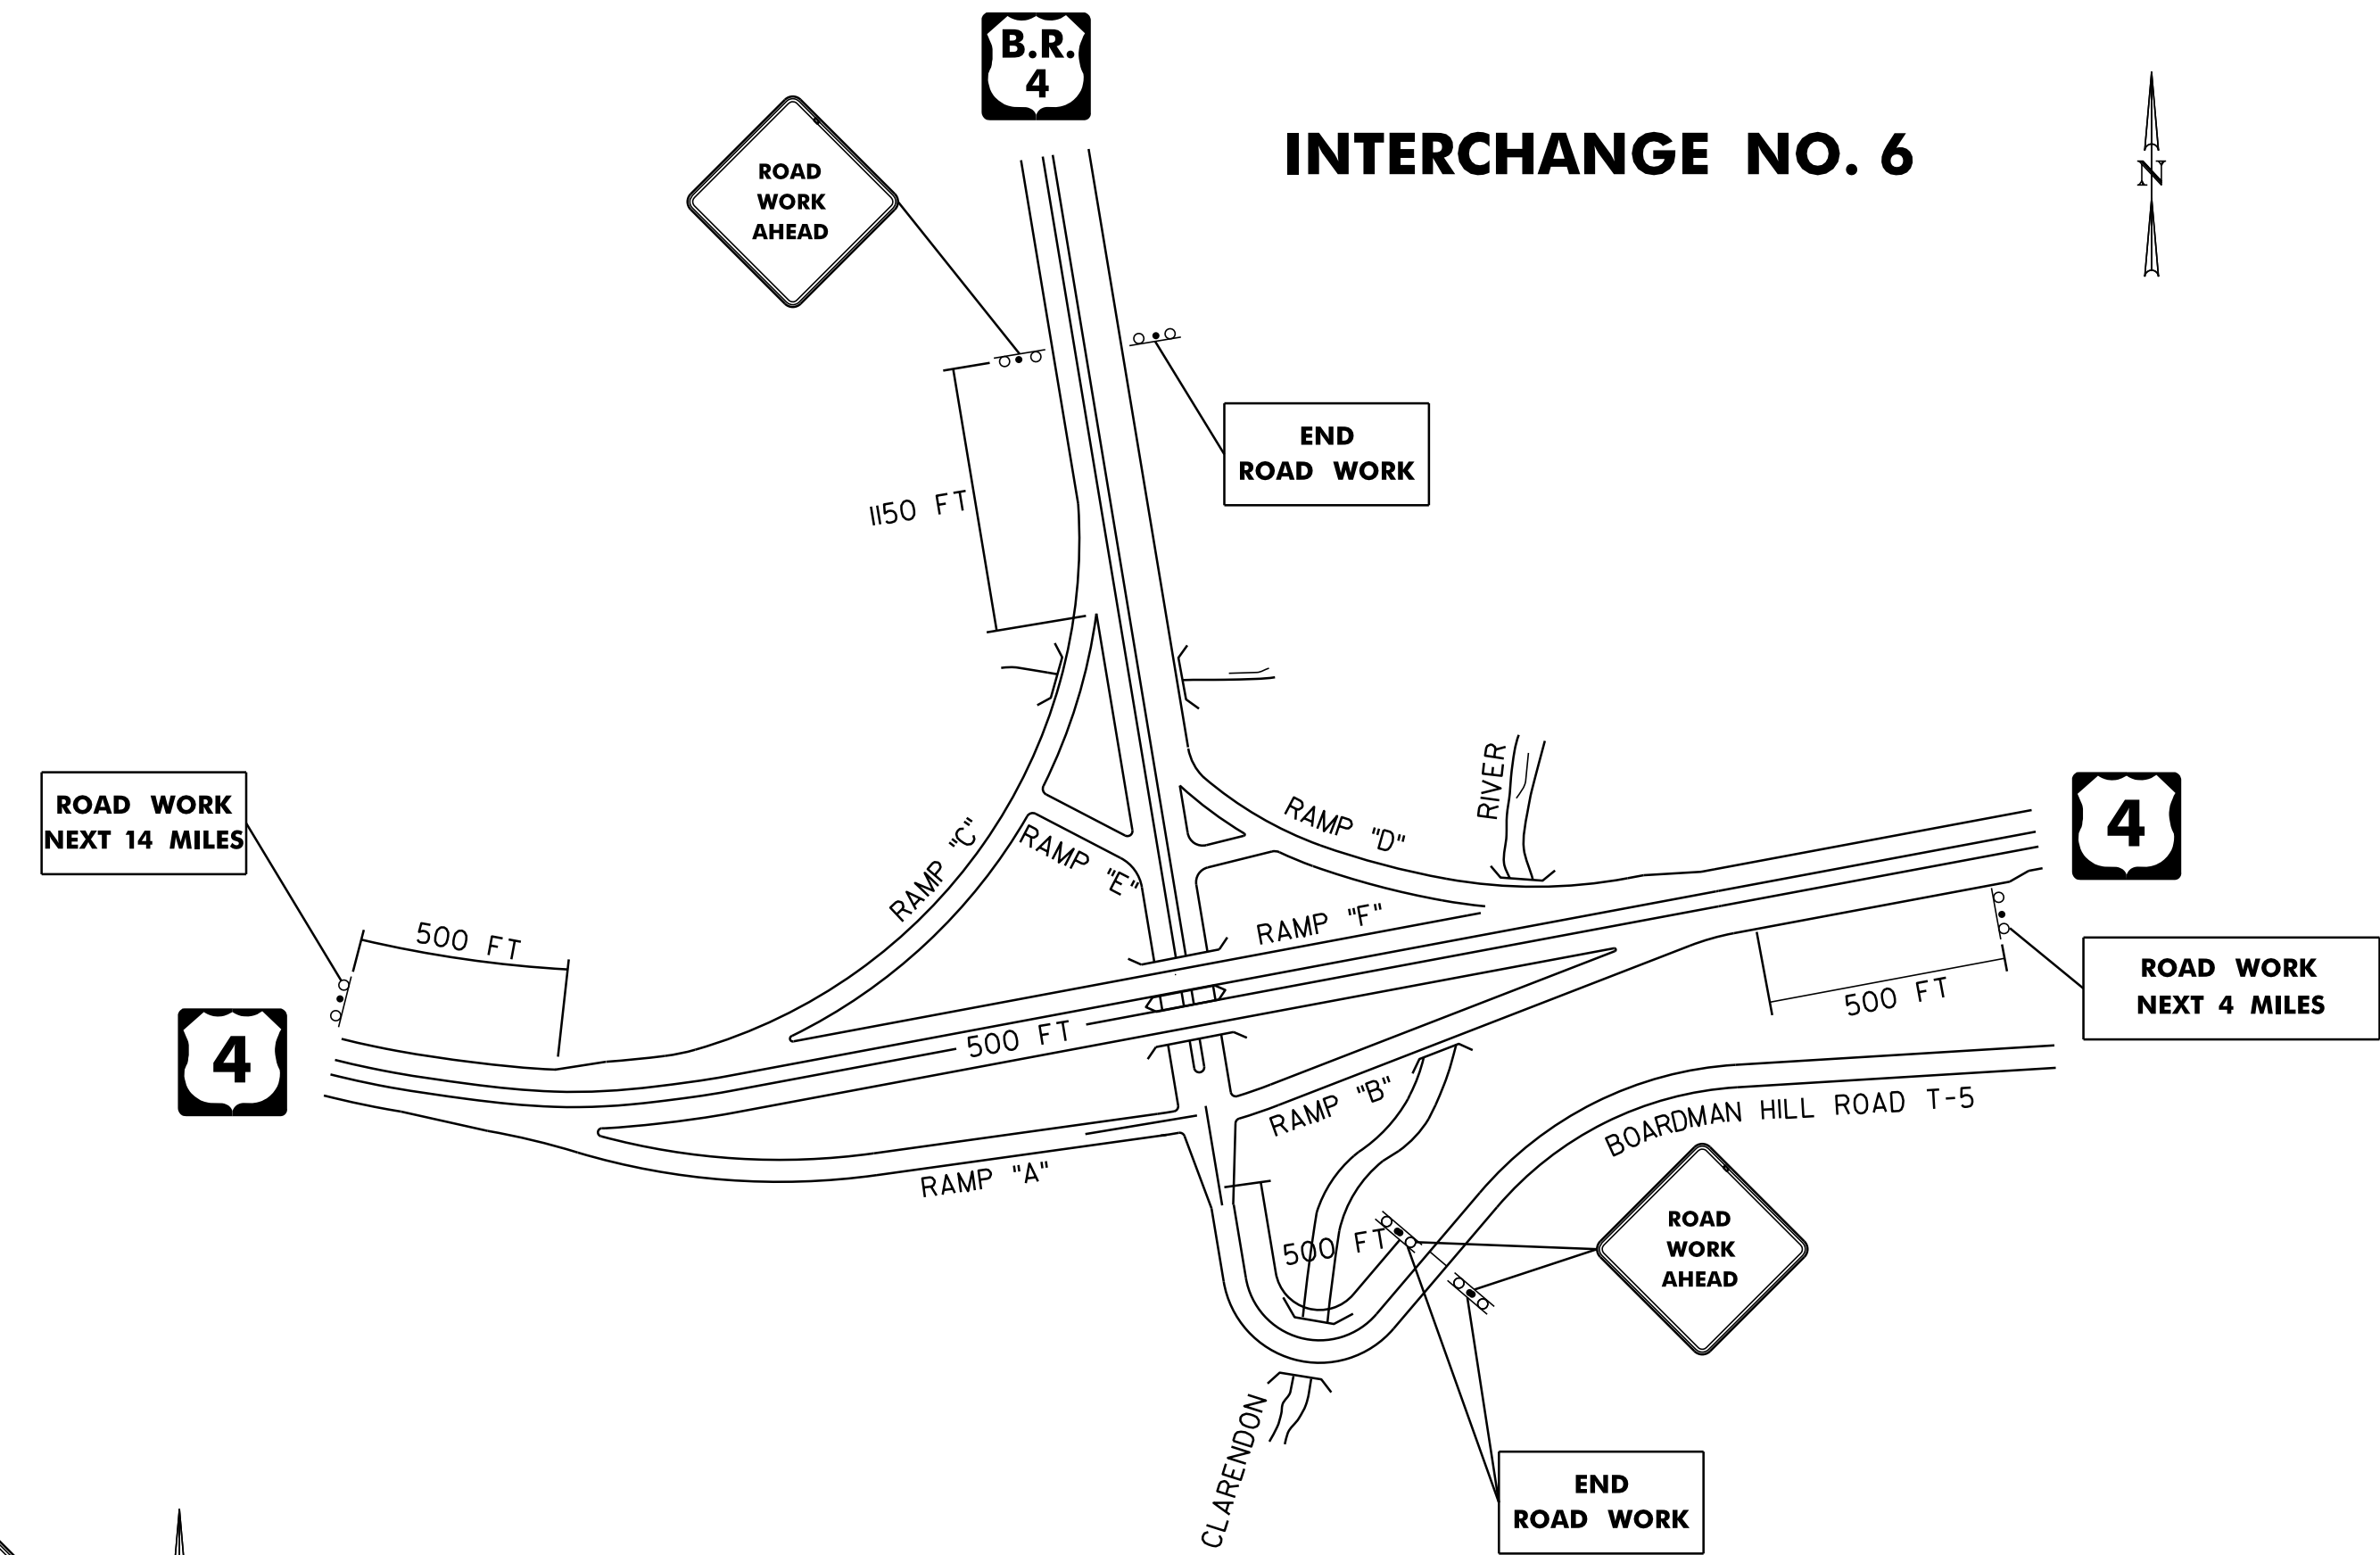 B.R.
4
INTERCHANGE NO. 6
N
ROAD
WORK
AHEAD
END
ROAD WORK
1150 FT
RIVER
RAMP "D"
4
ROAD WORK
NEXT 14 MILES
RAMP "C"
RAMP "E"
RAMP "F"
500 FT
ROAD WORK
NEXT 4 MILES
500 FT
500 FT
4
RAMP "B"
BOARDMAN HILL ROAD T-5
RAMP "A"
500 FT
ROAD
WORK
AHEAD
CLARENDON
END
ROAD WORK